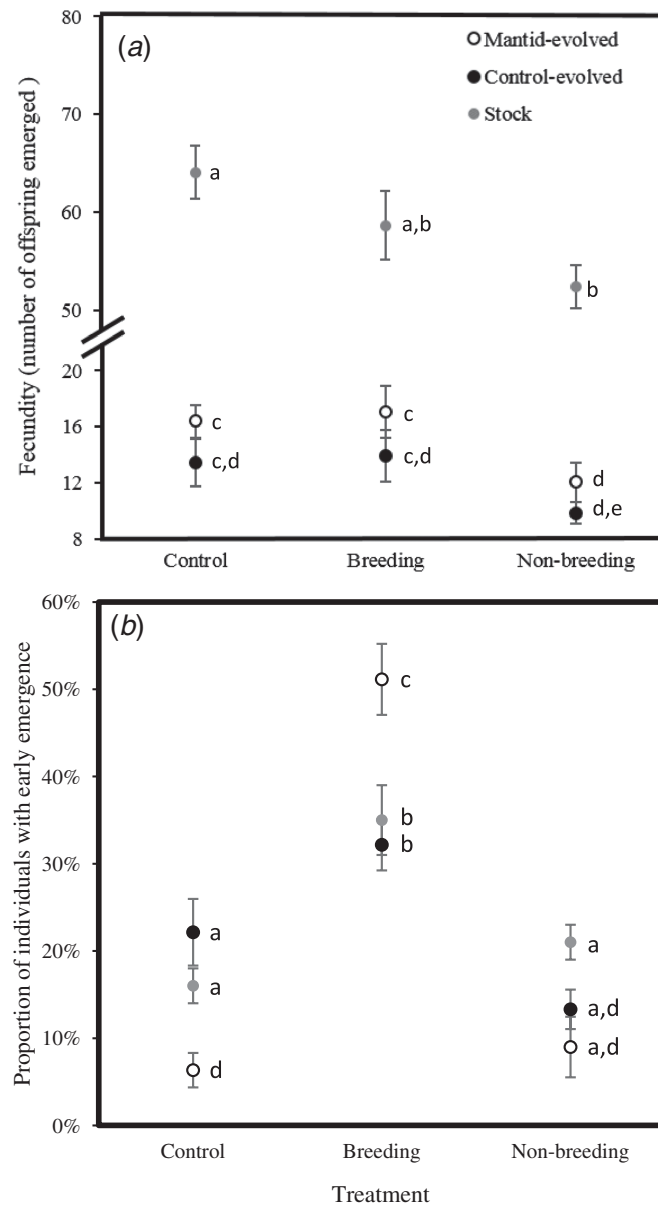 (a)
Mantid-evolved
Control-evolved
Stock
Fecundity (number of offspring emerged )
80
70
60
50
20
16
12
8
a
a,b
b
c
c,d
c
c,d
d
d,e
Control
Breeding
Non-breeding
(b)
Proportion of individuals with early emergence
60%
50%
40%
30%
20%
10%
0%
a
a
d
c
b
b
a
a,d
a,d
Control
Breeding
Non-breeding
Treatment